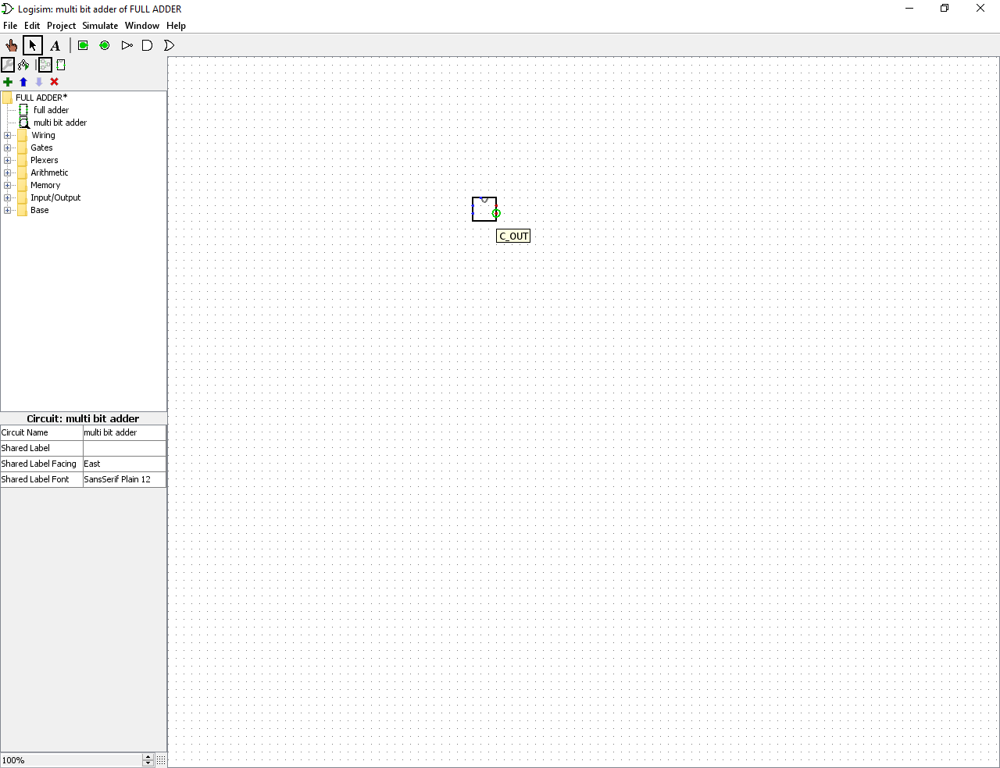 Logisim: multi bit adder of FULL ADDER
File Edit Project Simulate Window Help
A
FULL ADDER*
full adder
multi bit adder
Wiring
Gates
Plexers
Arithmetic
Memory
Input/Output
Base
C_OUT
Circuit: multi bit adder
Circuit Name multi bit adder
Shared Label
Shared Label Facing East
Shared Label Font SansSerif Plain 12
100%